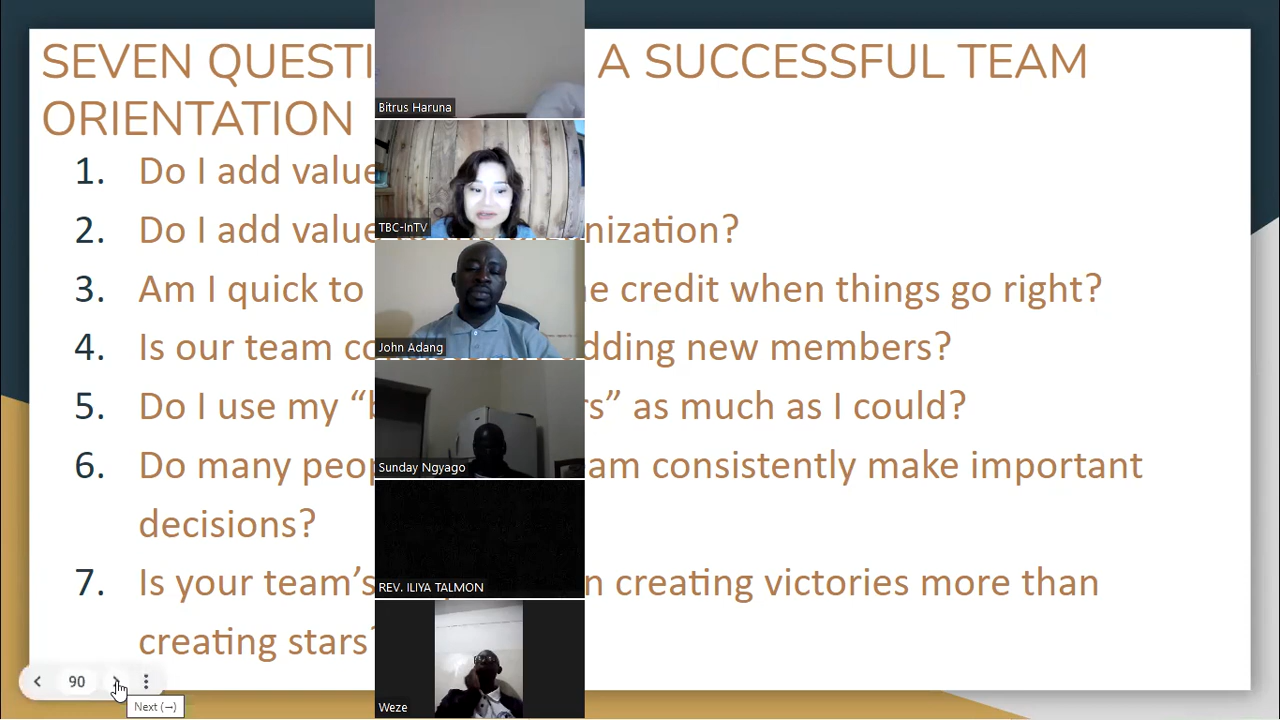 SEVEN QUESTI A SUCCESSFUL TEAM
ORIENTATION
1. Do I add value
2. Do I add value nization?
3. Am I quick to e credit when things go right?
4. Is our team co dding new members?
5. Do I use my “b rs” as much as I could?
6. Do many peop am consistently make important
decisions?
7. Is your team’s n creating victories more than
creating stars?
Bitrus Haruna
TBC-InTV
John Adang
Sunday Ngyago
REV. ILIYA TALMON
Weze
90
Next (→)